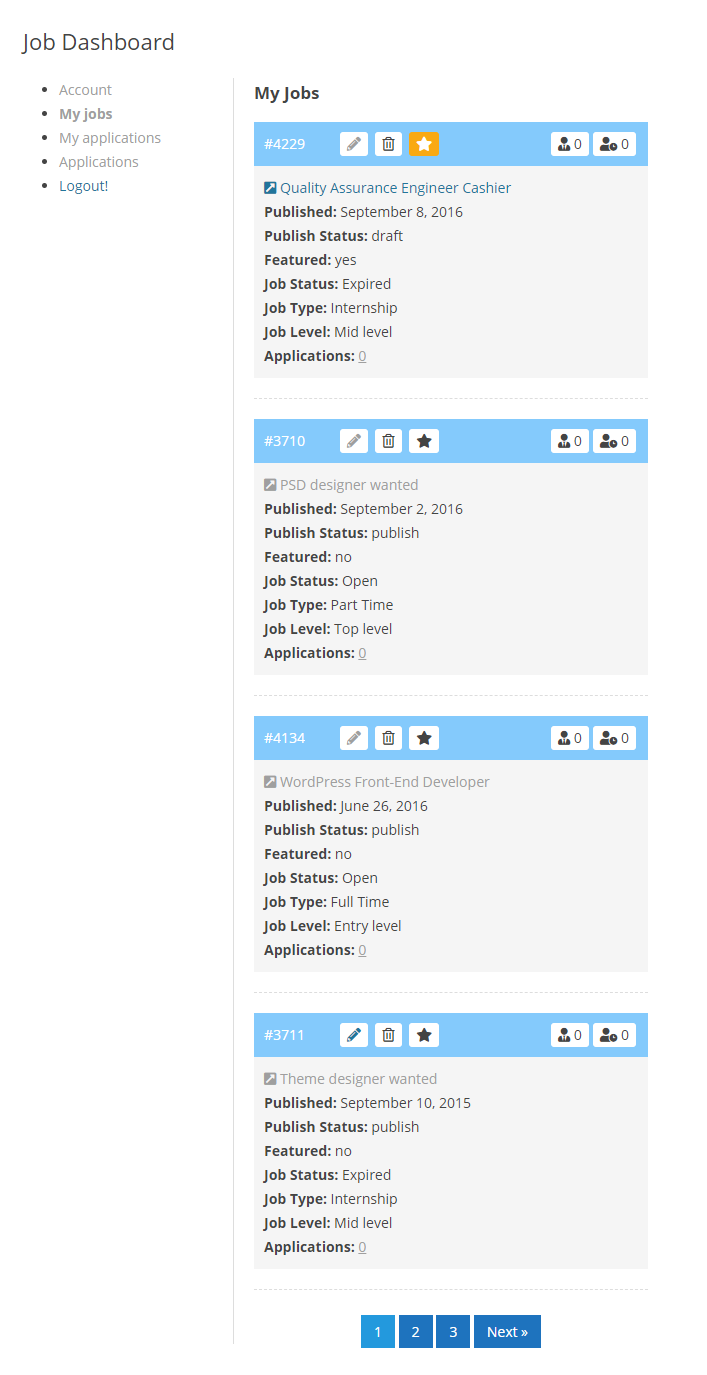 Job Dashboard
Account
My jobs
My applications
Applications
Logout!
My Jobs
#4229 0 0
Quality Assurance Engineer Cashier
Published: September 8, 2016
Publish Status: draft
Featured: yes
Job Status: Expired
Job Type: Internship
Job Level: Mid level
Applications: 0
#3710 0 0
PSD designer wanted
Published: September 2, 2016
Publish Status: publish
Featured: no
Job Status: Open
Job Type: Part Time
Job Level: Top level
Applications: 0
#4134 0 0
WordPress Front-End Developer
Published: June 26, 2016
Publish Status: publish
Featured: no
Job Status: Open
Job Type: Full Time
Job Level: Entry level
Applications: 0
#3711 0 0
Theme designer wanted
Published: September 10, 2015
Publish Status: publish
Featured: no
Job Status: Expired
Job Type: Internship
Job Level: Mid level
Applications: 0
1 2 3 Next »